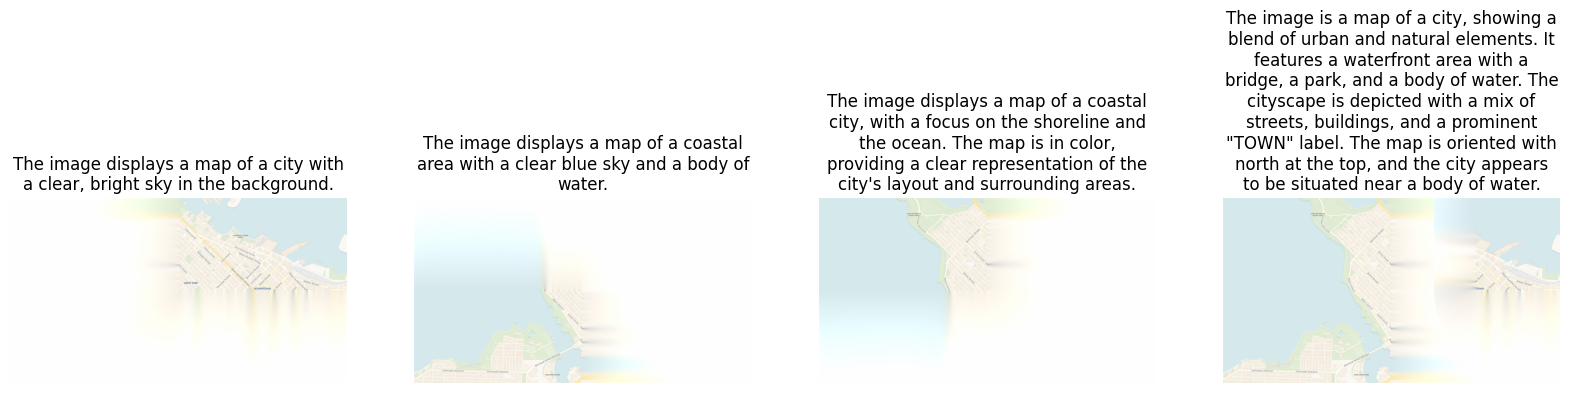 The image displays a map of a city with
a clear, bright sky in the background.
The image displays a map of a coastal
area with a clear blue sky and a body of
water.
The image displays a map of a coastal
city, with a focus on the shoreline and
the ocean. The map is in color,
providing a clear representation of the
city's layout and surrounding areas.
The image is a map of a city, showing a
blend of urban and natural elements. It
features a waterfront area with a
bridge, a park, and a body of water. The
cityscape is depicted with a mix of
streets, buildings, and a prominent
"TOWN" label. The map is oriented with
north at the top, and the city appears
to be situated near a body of water.